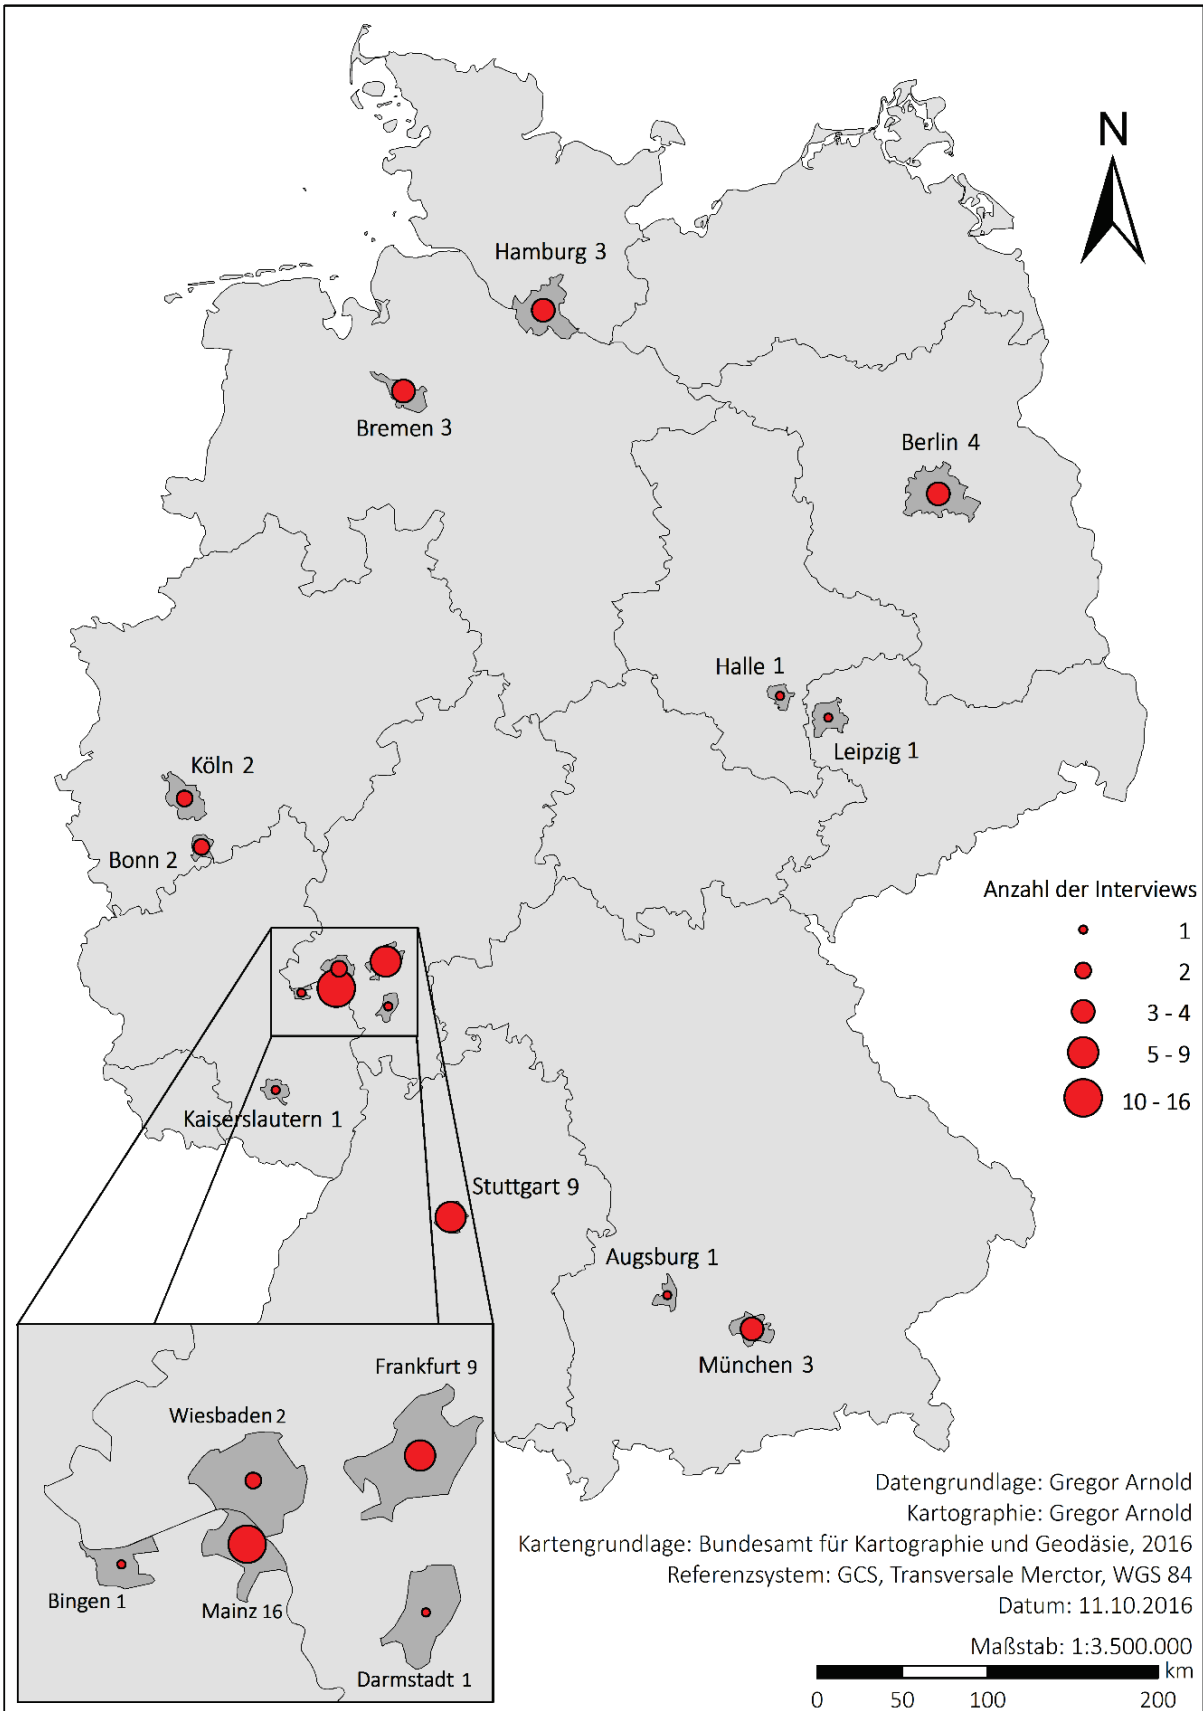 N
Hamburg 3
Bremen 3
Berlin 4
Halle 1
Leipzig 1
Köln 2
Bonn 2
Anzahl der Interviews
1
2
3 - 4
5 - 9
10 - 16
Kaiserslautern 1
Stuttgart 9
Augsburg 1
München 3
Frankfurt 9
Wiesbaden 2
Bingen 1
Mainz 16
Darmstadt 1
Datengrundlage: Gregor Arnold
Kartographie: Gregor Arnold
Kartengrundlage: Bundesamt für Kartographie und Geodäsie, 2016
Referenzsystem: GCS, Transversale Merctor, WGS 84
Datum: 11.10.2016
Maßstab: 1:3.500.000
km
0 50 100 200